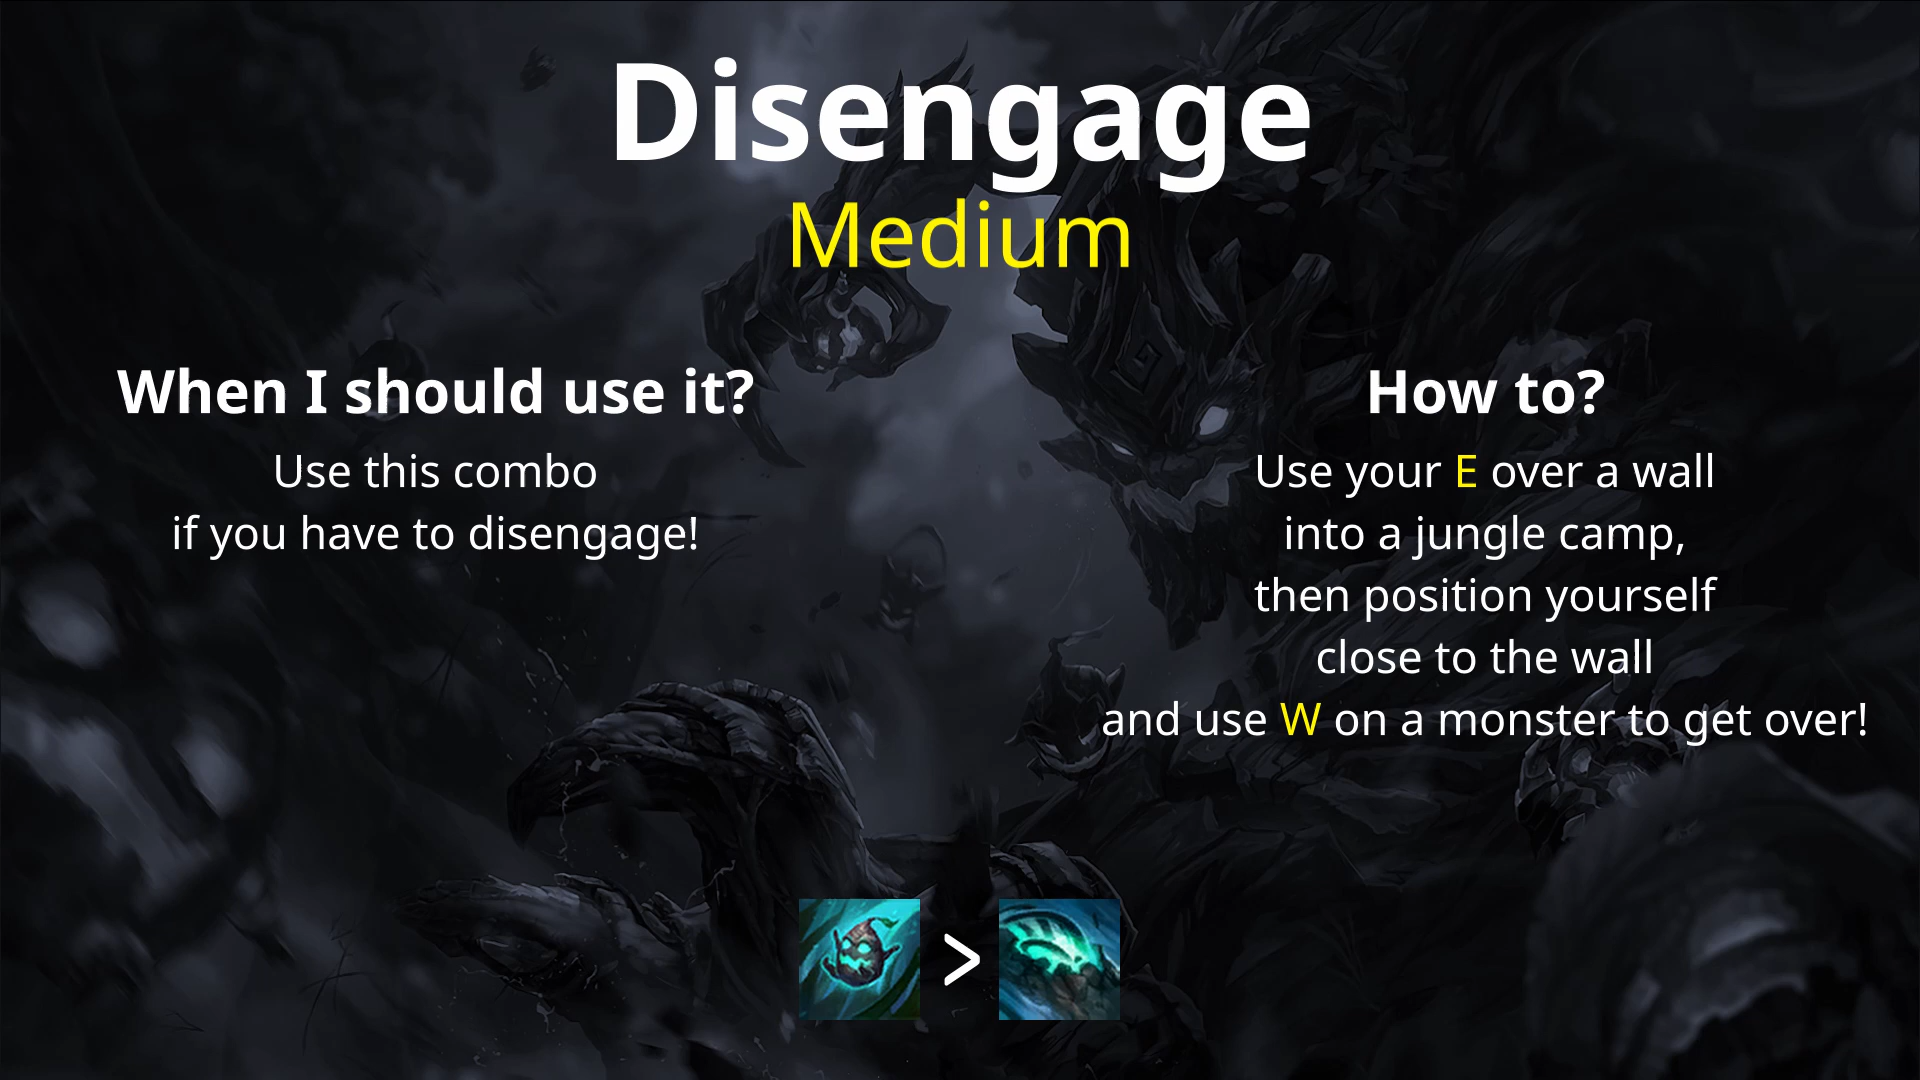 Disengage
Medium
When I should use it?
Use this combo
if you have to disengage!
How to?
Use your E over a wall
into a jungle camp,
then position yourself
close to the wall
and use W on a monster to get over!
>